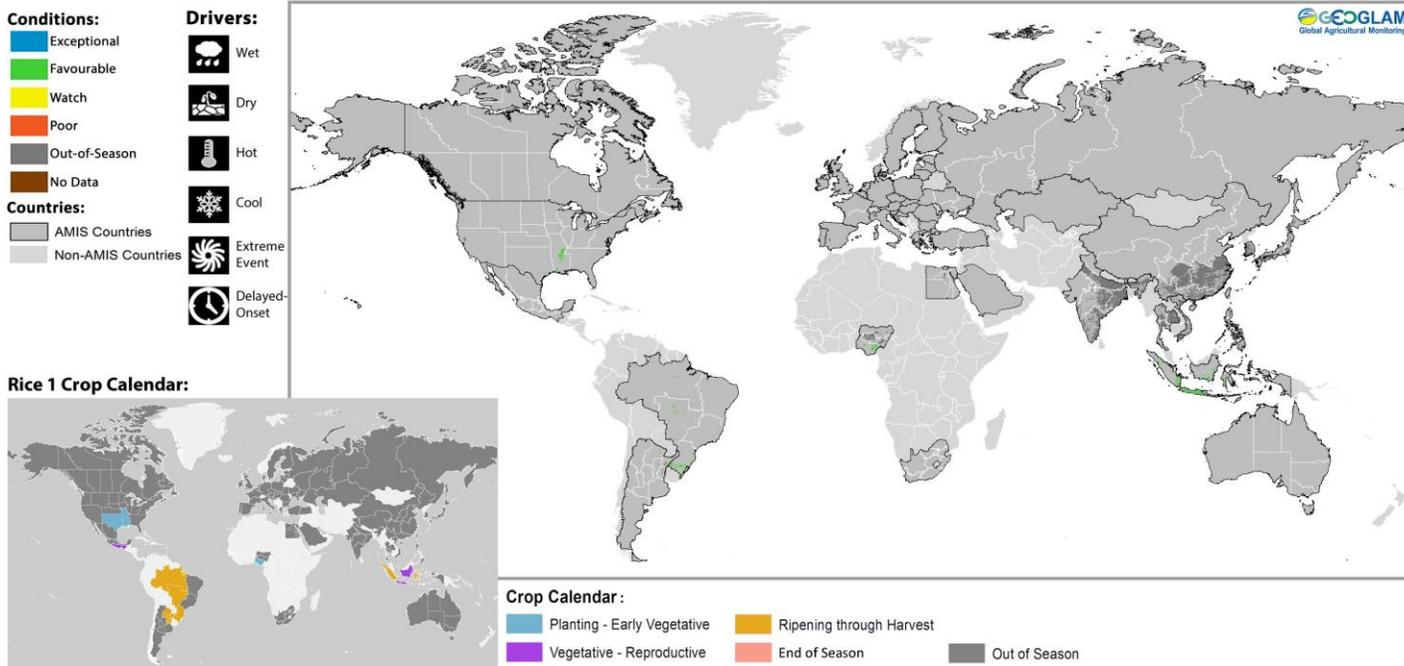 Conditions:
Exceptional
Favourable
Watch
Poor
Out-of-Season
No Data
Countries:
AMIS Countries
Non-AMIS Countries
Drivers:
Wet
Dry
Hot
Cool
Extreme
Event
Delayed-
Onset
GEOGLAM
Global Agricultural Monitoring
Rice 1 Crop Calendar:
Crop Calendar :
Planting - Early Vegetative
Ripening through Harvest
Vegetative - Reproductive
End of Season
Out of Season